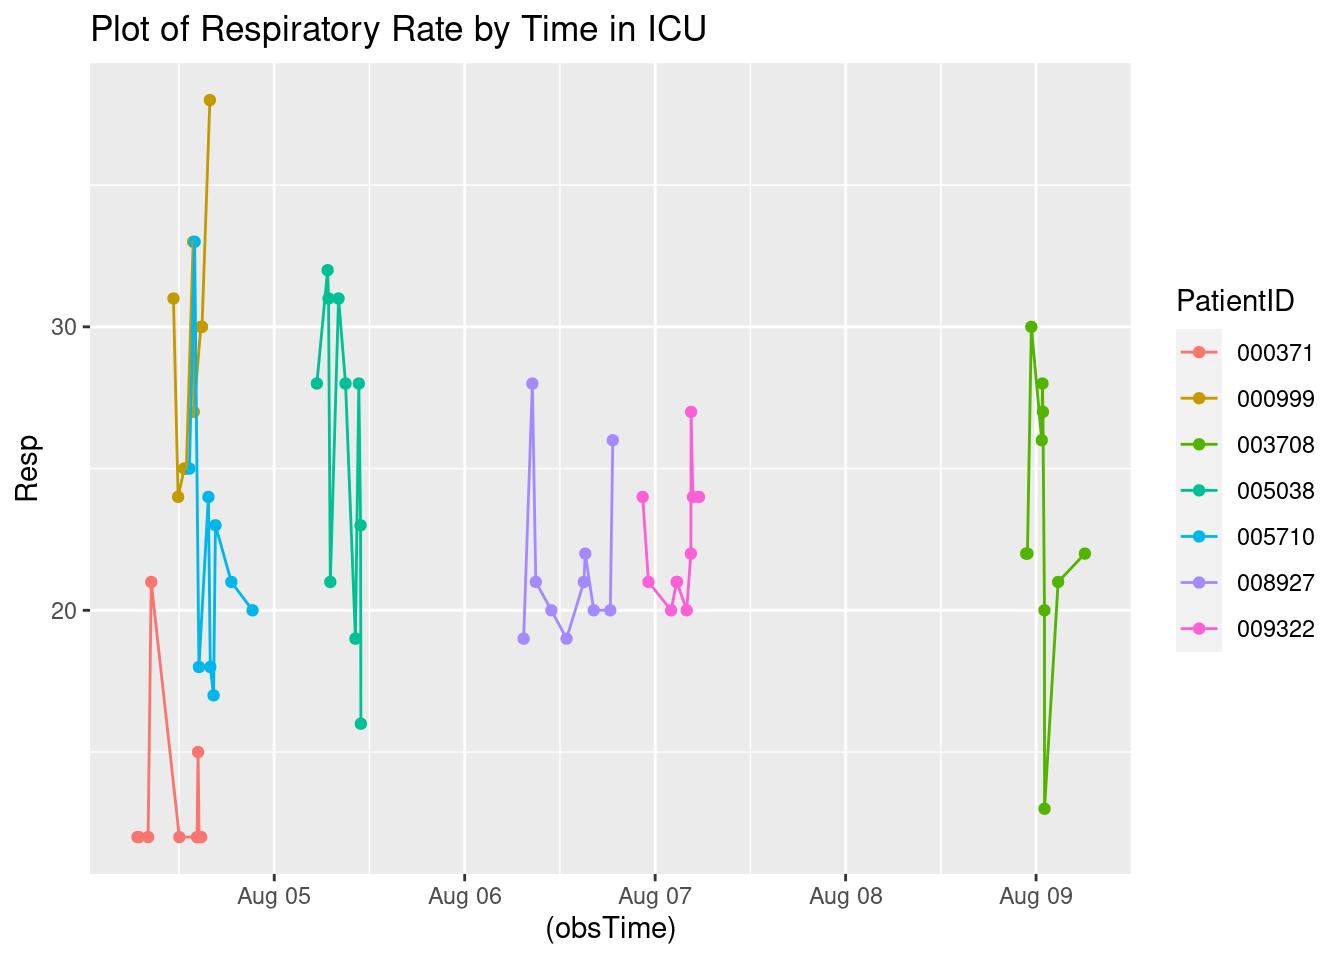 Plot of Respiratory Rate by Time in ICU
Resp
30
20
Aug 05
Aug 06
Aug 07
Aug 08
Aug 09
(obsTime)
PatientID
000371
000999
003708
005038
005710
008927
009322